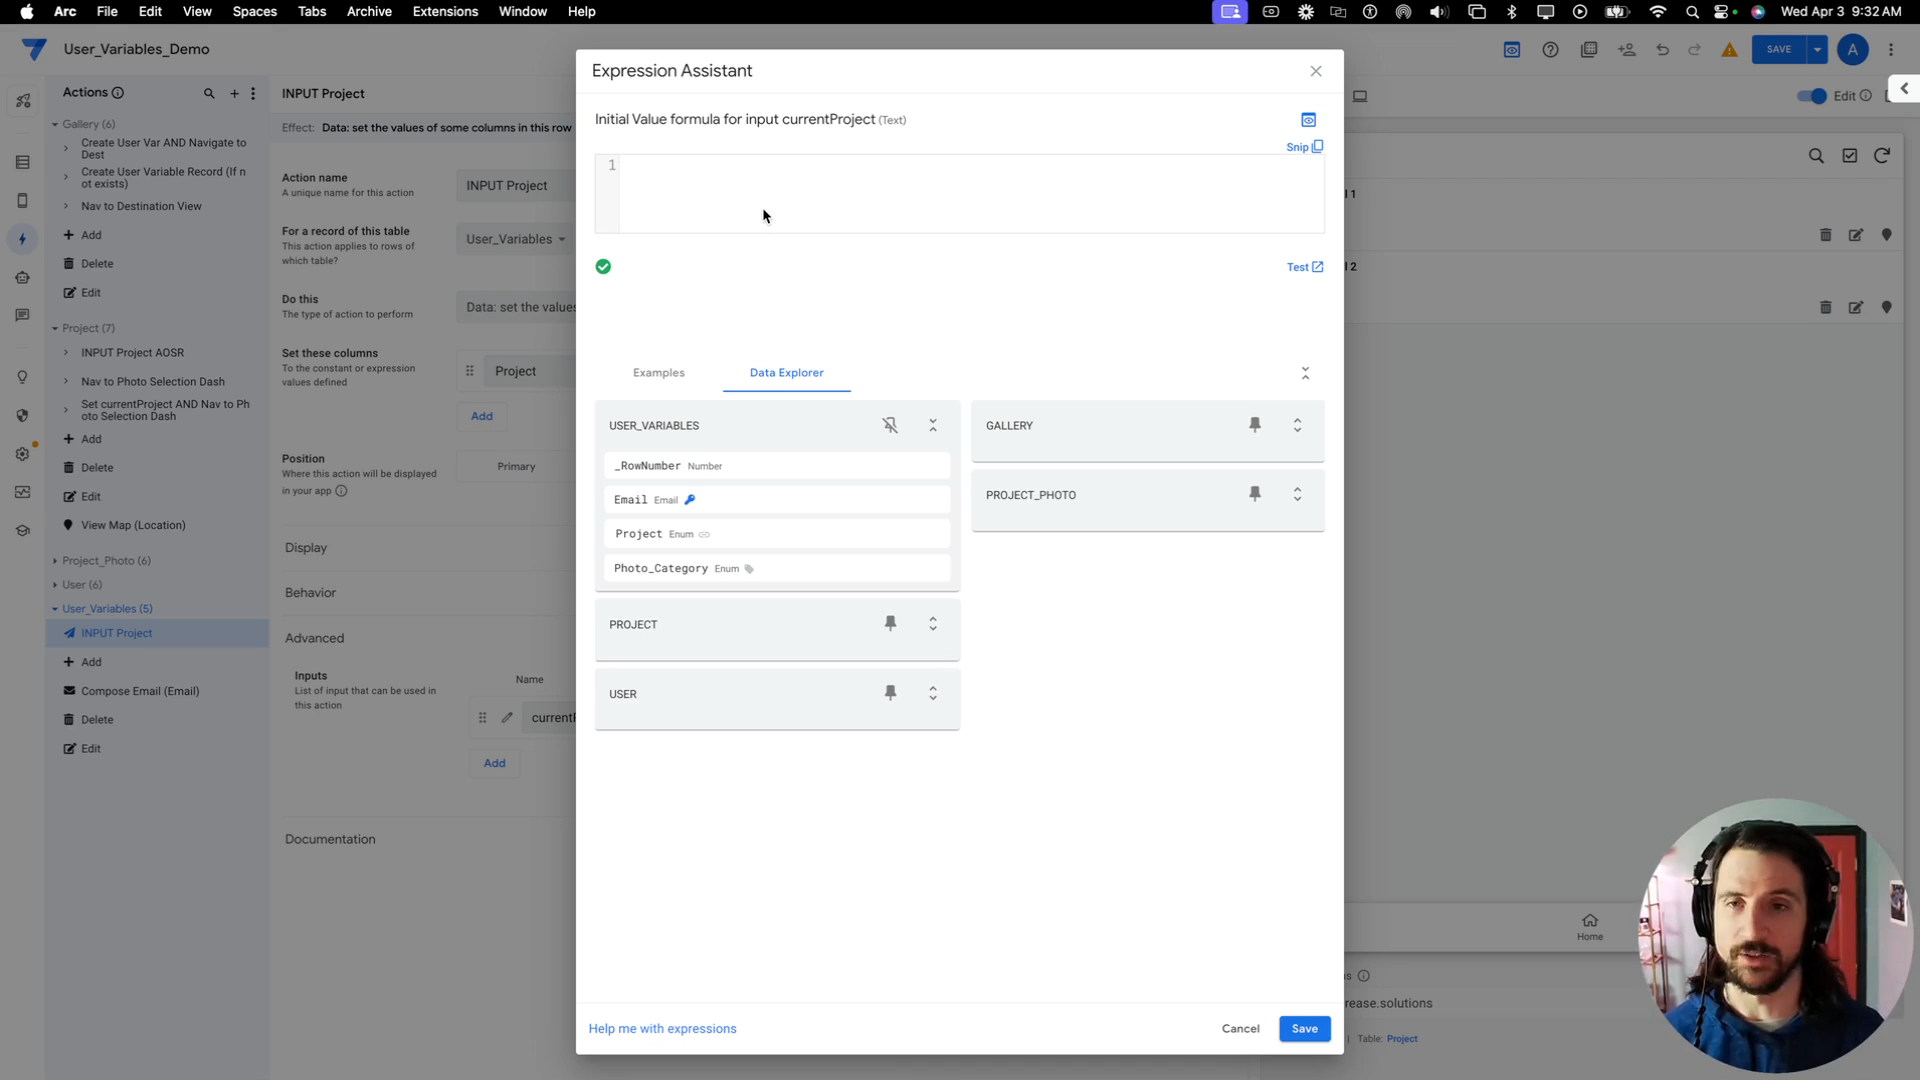 Arc File Edit View Spaces Tabs Archive Extensions Window Help
Wed Apr 3 9:32 AM
User_Variables_Demo
SAVE
A
Actions
INPUT Project
Edit
Effect: Data: set the values of some columns in this row
Gallery (6)
Create User Var AND Navigate to
Dest
Create User Variable Record (If n
ot exists)
Nav to Destination View
Add
Delete
Edit
Project (7)
INPUT Project AOSR
Nav to Photo Selection Dash
Set currentProject AND Nav to Ph
oto Selection Dash
Add
Delete
Edit
View Map (Location)
Project_Photo (6)
User (6)
User_Variables (5)
INPUT Project
Add
Compose Email (Email)
Delete
Edit
Action name
A unique name for this action
INPUT Project
For a record of this table
This action applies to rows of
which table?
User_Variables
Do this
The type of action to perform
Data: set the values
Set these columns
To the constant or expression
values defined
Project
Add
Position
Where this action will be displayed
in your app
Primary
Display
Behavior
Advanced
Inputs
List of input that can be used in
this action
Name
currentP
Add
Documentation
Expression Assistant
Initial Value formula for input currentProject (Text)
Snip
1
Test
Examples
Data Explorer
USER_VARIABLES
_RowNumber Number
Email Email
Project Enum
Photo_Category Enum
PROJECT
USER
GALLERY
PROJECT_PHOTO
Help me with expressions
Cancel
Save
l 1
l 2
Home
ns
rease.solutions
| Table: Project